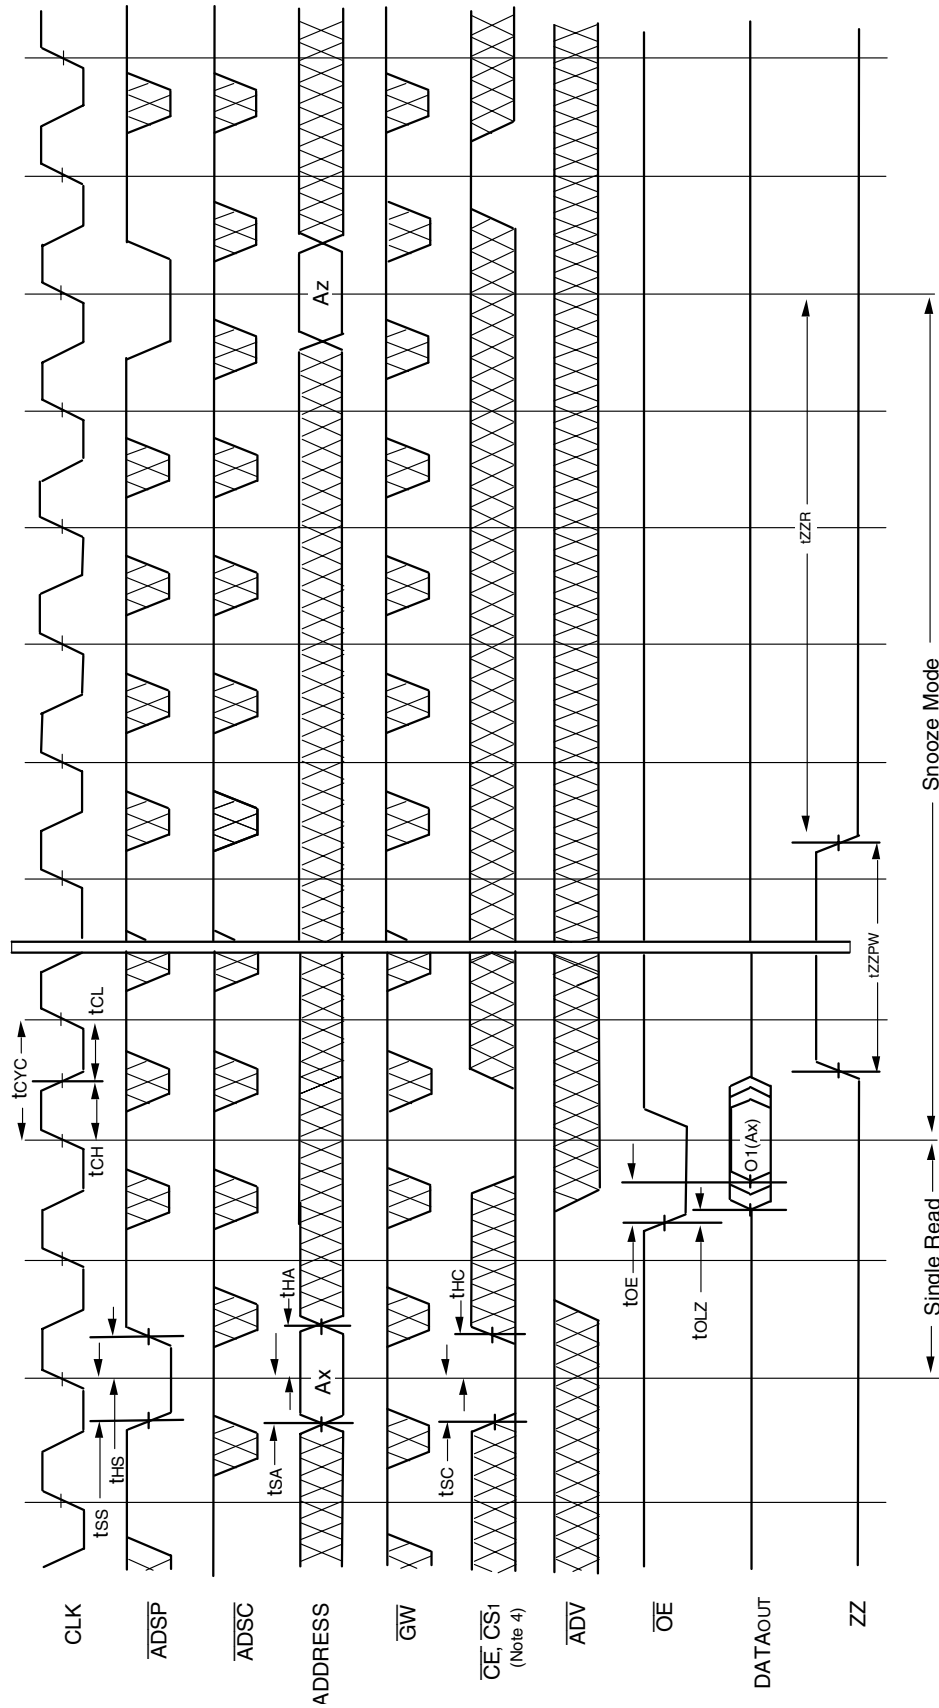 CLK
tSS
tHS
tCH
tCYC
tCL
ADSP
ADSC
ADDRESS
tSA
Ax
tHA
Az
GW
CE, CS1
(Note 4)
tSC
tHC
ADV
OE
tOE
tOLZ
DATAOUT
O1(Ax)
ZZ
tZZPW
tZZR
Single Read
Snooze Mode